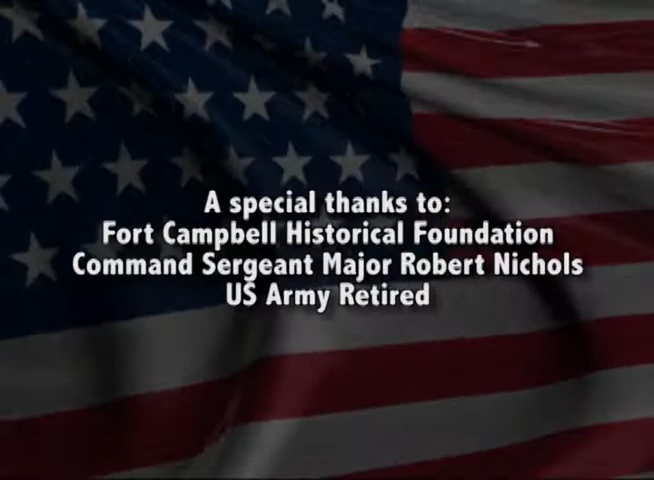 A special thanks to:
Fort Campbell Historical Foundation
Command Sergeant Major Robert Nichols
US Army Retired